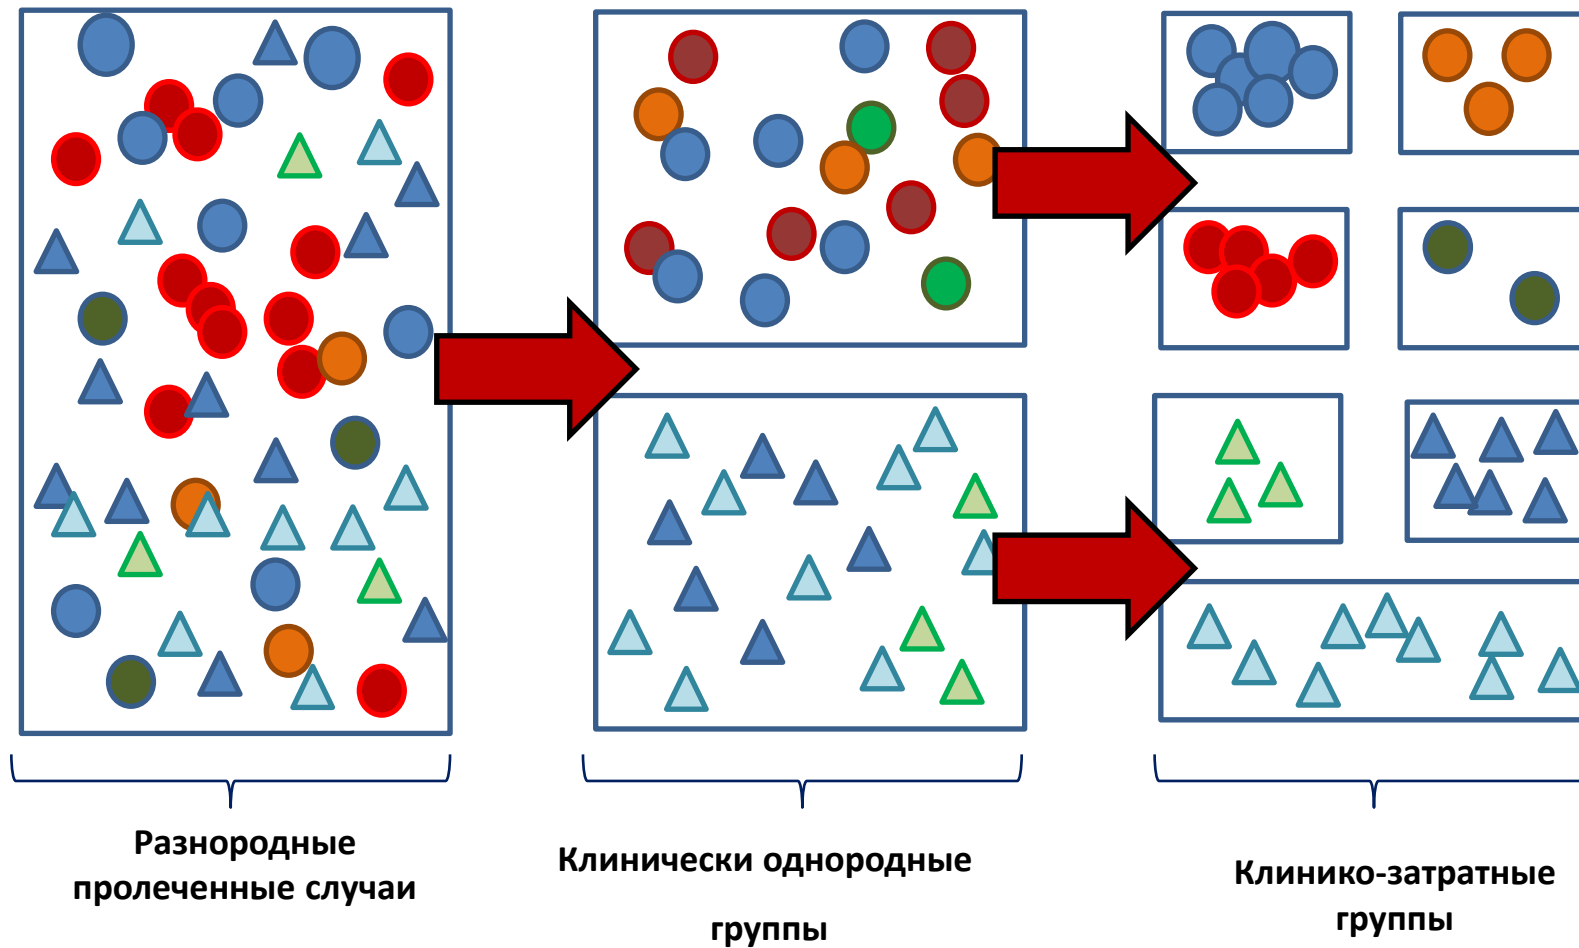 Разнородные
пролеченные случаи
Клинически однородные
группы
Клинико-затратные
группы